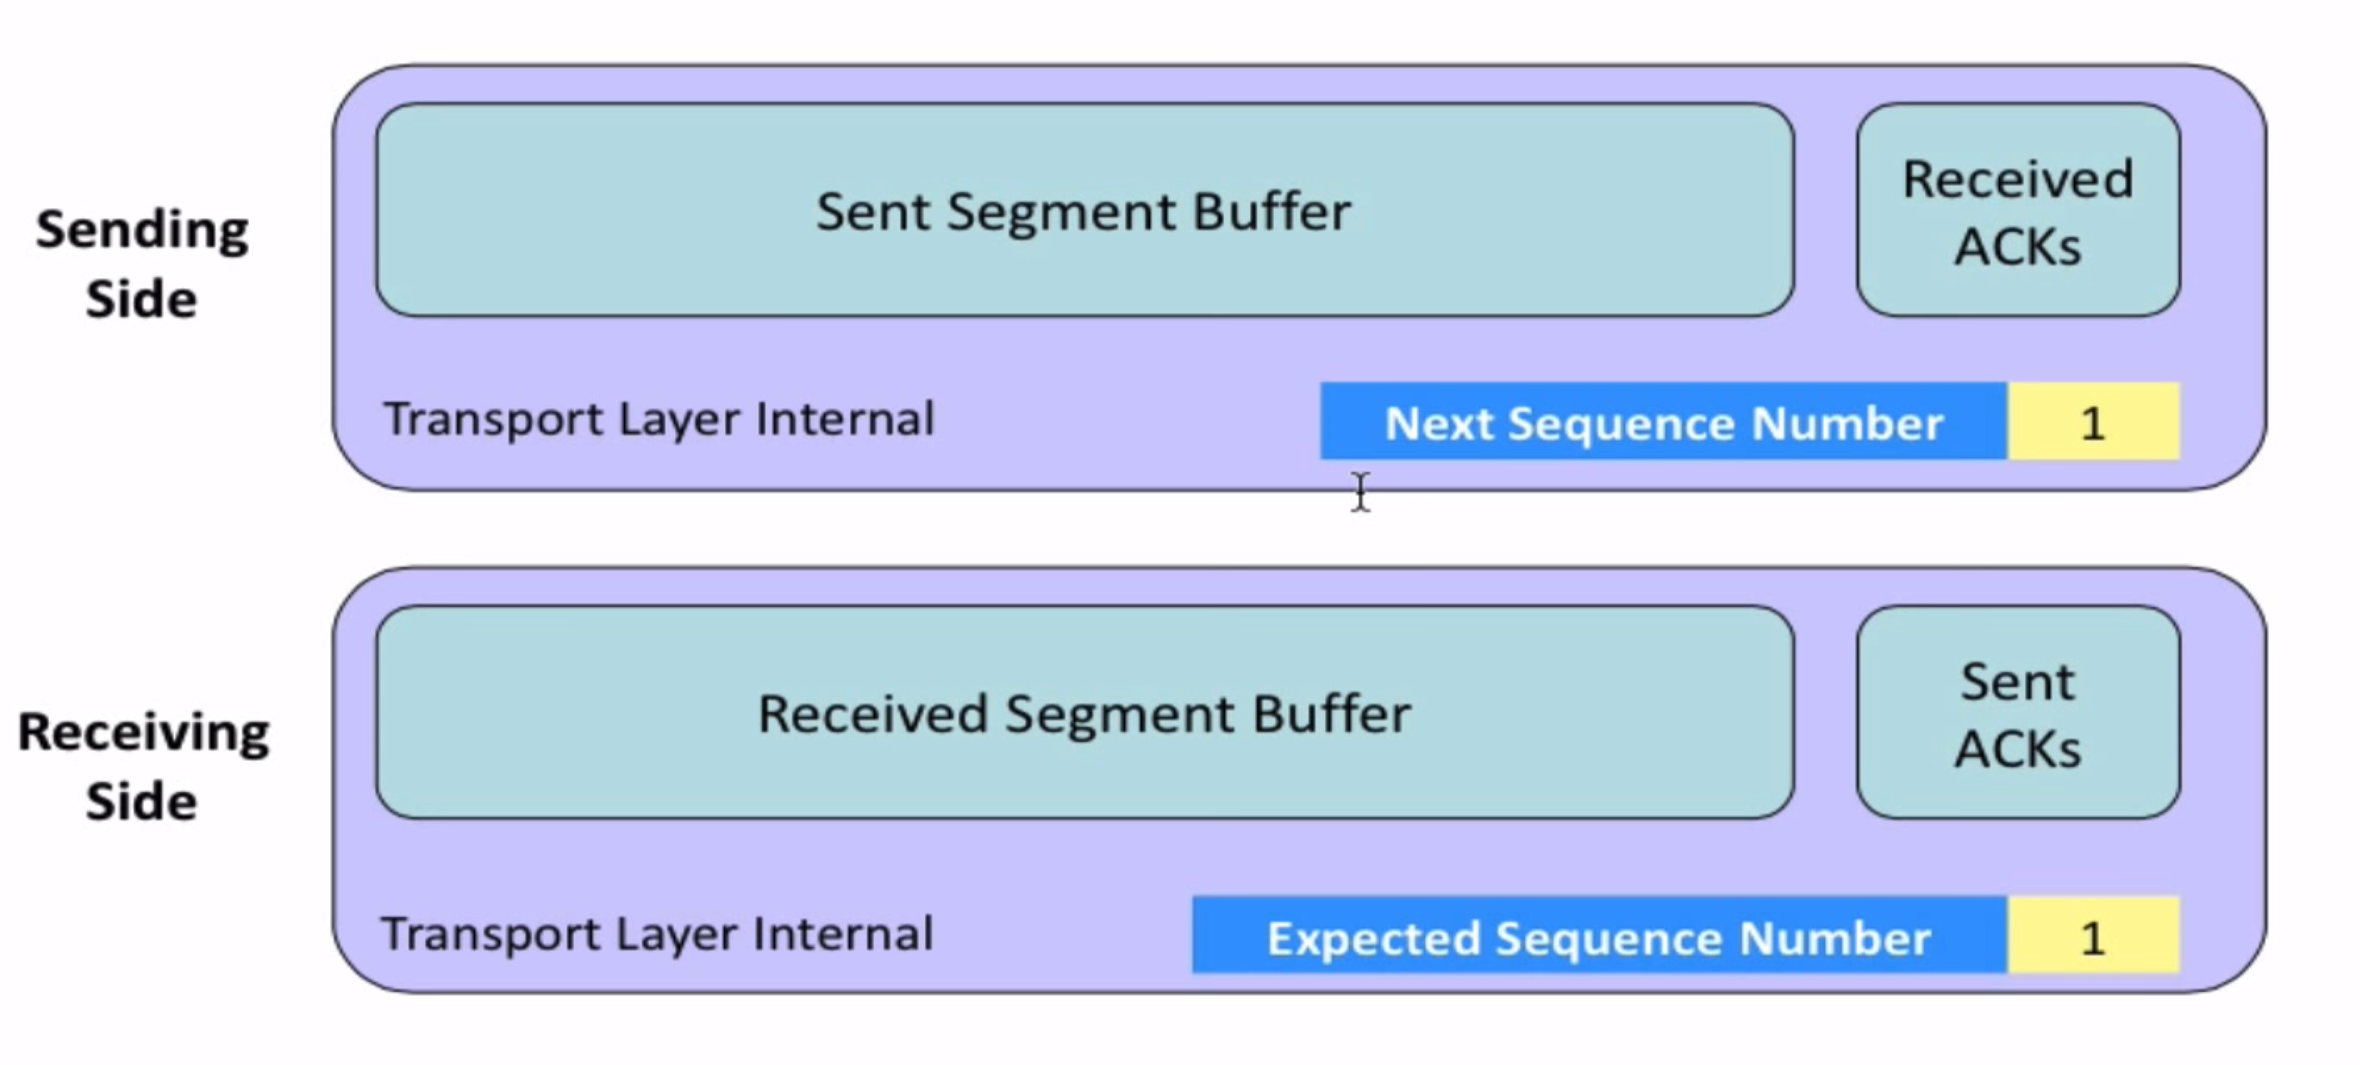 Sending
Side
Sent Segment Buffer
Received
ACKs
Transport Layer Internal
Next Sequence Number 1
Receiving
Side
Received Segment Buffer
Sent
ACKs
Transport Layer Internal
Expected Sequence Number 1